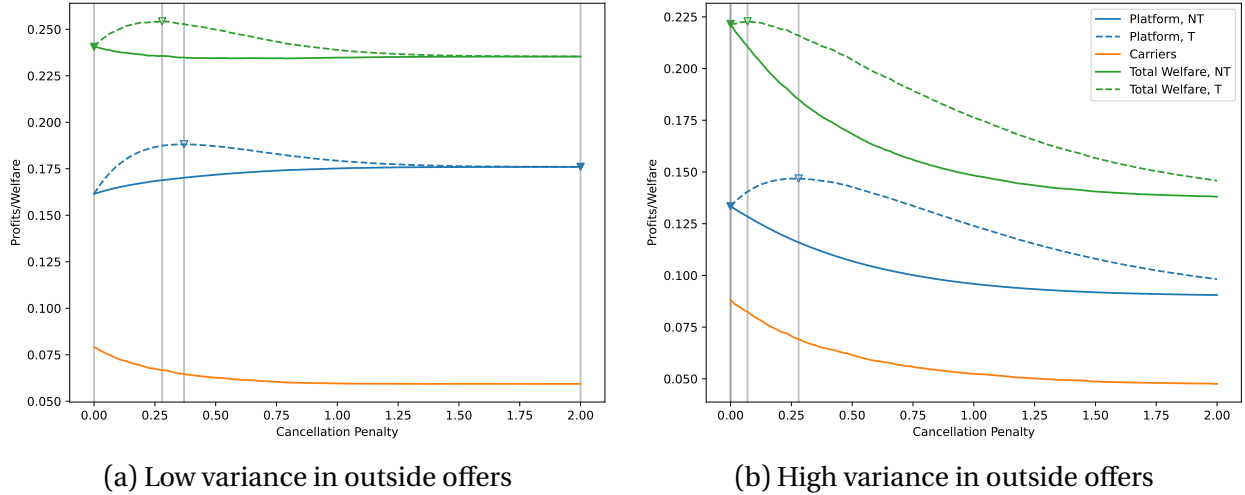 0.250
0.225
0.200
0.175
0.150
0.125
0.100
0.075
0.050
Profits/Welfare
0.00 0.25 0.50 0.75 1.00 1.25 1.50 1.75 2.00
Cancellation Penalty
(a) Low variance in outside offers
0.225
0.200
0.175
0.150
0.125
0.100
0.075
0.050
Profits/Welfare
Platform, NT
Platform, T
Carriers
Total Welfare, NT
Total Welfare, T
0.00 0.25 0.50 0.75 1.00 1.25 1.50 1.75 2.00
Cancellation Penalty
(b) High variance in outside offers